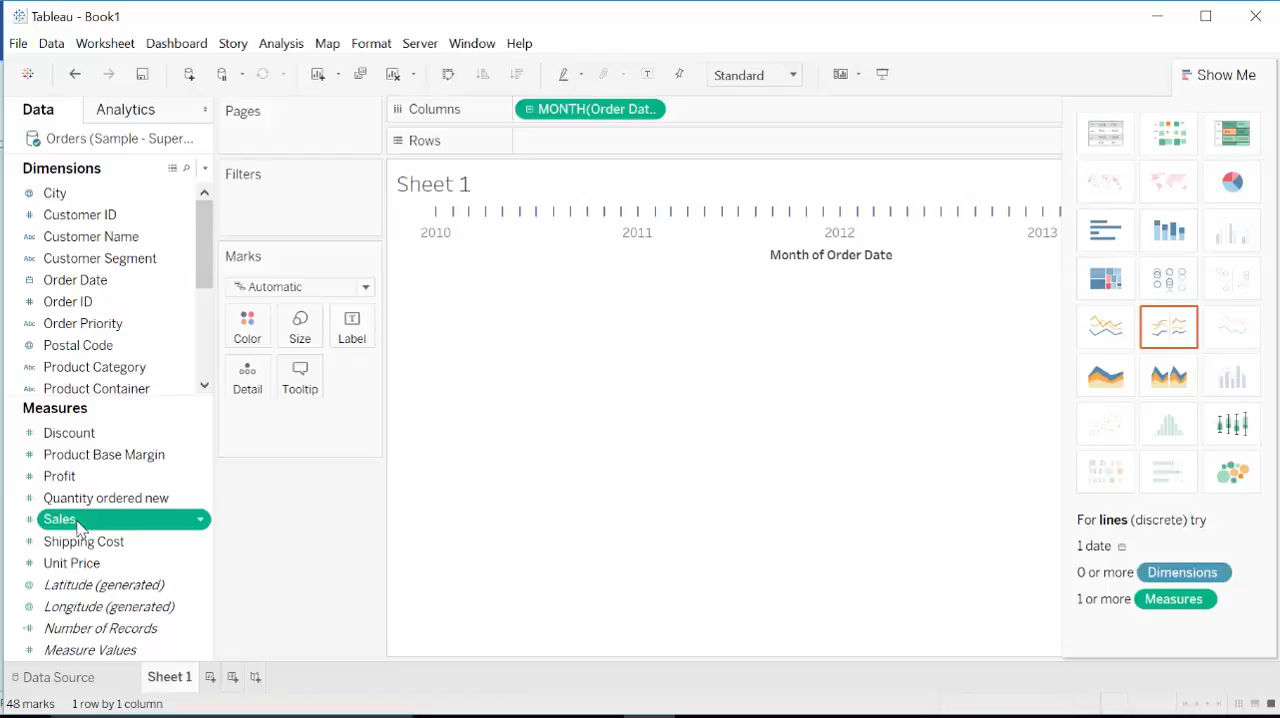 Tableau - Book1
File Data Worksheet Dashboard Story Analysis Map Format Server Window Help
Standard
Show Me
Data Analytics
Orders (Sample - Super...
Dimensions
City
Customer ID
Abc Customer Name
Abc Customer Segment
Order Date
Order ID
Abc Order Priority
Postal Code
Abc Product Category
Abc Product Container
Measures
Discount
Product Base Margin
Profit
Quantity ordered new
Sales
Shipping Cost
Unit Price
Latitude (generated)
Longitude (generated)
Number of Records
Measure Values
Pages
Filters
Marks
Automatic
Color Size Label
Detail Tooltip
Columns MONTH(Order Dat..
Rows
Sheet 1
2010 2011 2012 2013
Month of Order Date
For lines (discrete) try
1 date
0 or more Dimensions
1 or more Measures
Data Source Sheet 1
48 marks 1 row by 1 column